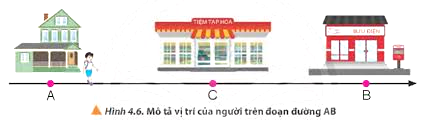 TIỆM TẠP HÓA
BƯU ĐIỆN
A
C
B
Hình 4.6. Mô tả vị trí của người trên đoạn đường AB